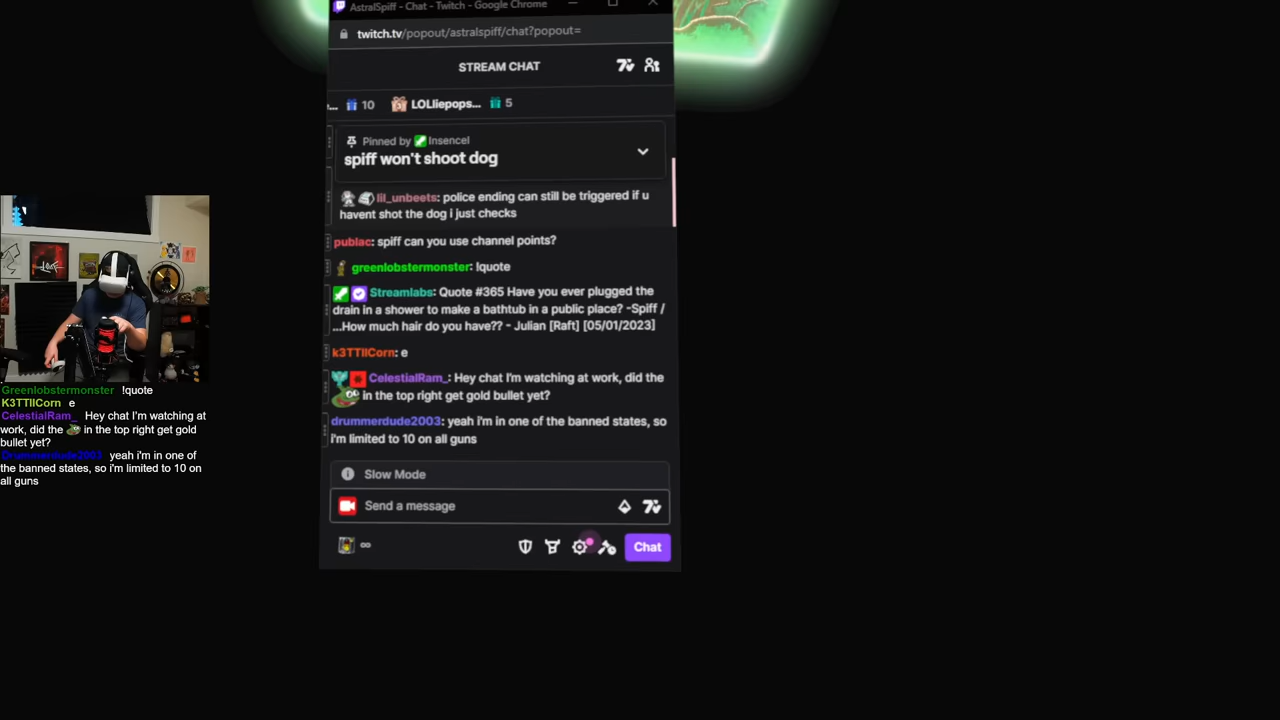 AstralSpiff - Chat - Twitch - Google Chrome
twitch.tv/popout/astralspiff/chat?popout=
STREAM CHAT
... 10 LOLliepops... 5
Pinned by Insencel
spiff won't shoot dog
lil_unbeets: police ending can still be triggered if u
havent shot the dog i just checks
publac: spiff can you use channel points?
greenlobstermonster: !quote
Streamlabs: Quote #365 Have you ever plugged the
drain in a shower to make a bathtub in a public place? -Spiff /
...How much hair do you have?? - Julian [Raft] [05/01/2023]
k3TTllCorn: e
CelestialRam_: Hey chat I'm watching at work, did the
in the top right get gold bullet yet?
drummerdude2003: yeah i'm in one of the banned states, so
i'm limited to 10 on all guns
Slow Mode
Send a message
∞
Chat
Greenlobstermonster !quote
K3TTllCorn e
CelestialRam_ Hey chat I'm watching at
work, did the in the top right get gold
bullet yet?
Drummerdude2003 yeah i'm in one of
the banned states, so i'm limited to 10 on
all guns